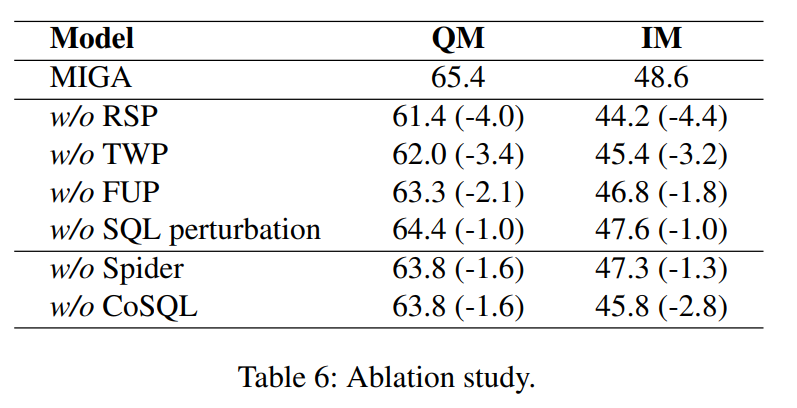 Model QM IM
MIGA 65.4 48.6
w/o RSP 61.4 (-4.0) 44.2 (-4.4)
w/o TWP 62.0 (-3.4) 45.4 (-3.2)
w/o FUP 63.3 (-2.1) 46.8 (-1.8)
w/o SQL perturbation 64.4 (-1.0) 47.6 (-1.0)
w/o Spider 63.8 (-1.6) 47.3 (-1.3)
w/o CoSQL 63.8 (-1.6) 45.8 (-2.8)
Table 6: Ablation study.